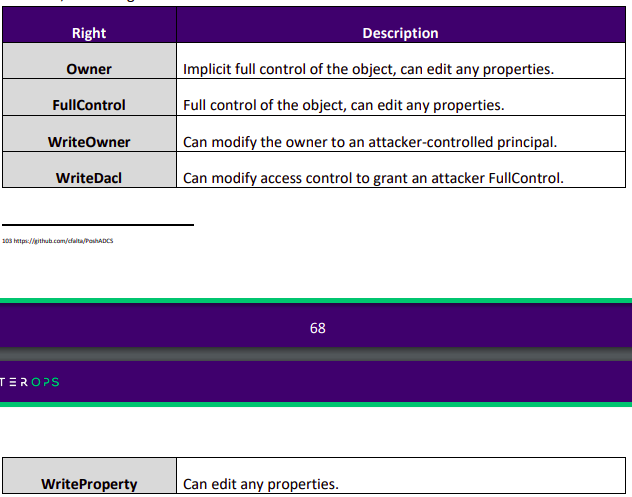 Right Description
Owner Implicit full control of the object, can edit any properties.
FullControl Full control of the object, can edit any properties.
WriteOwner Can modify the owner to an attacker-controlled principal.
WriteDacl Can modify access control to grant an attacker FullControl.
103 https://github.com/cfalta/PoshADCS
68
TEROPS
WriteProperty Can edit any properties.